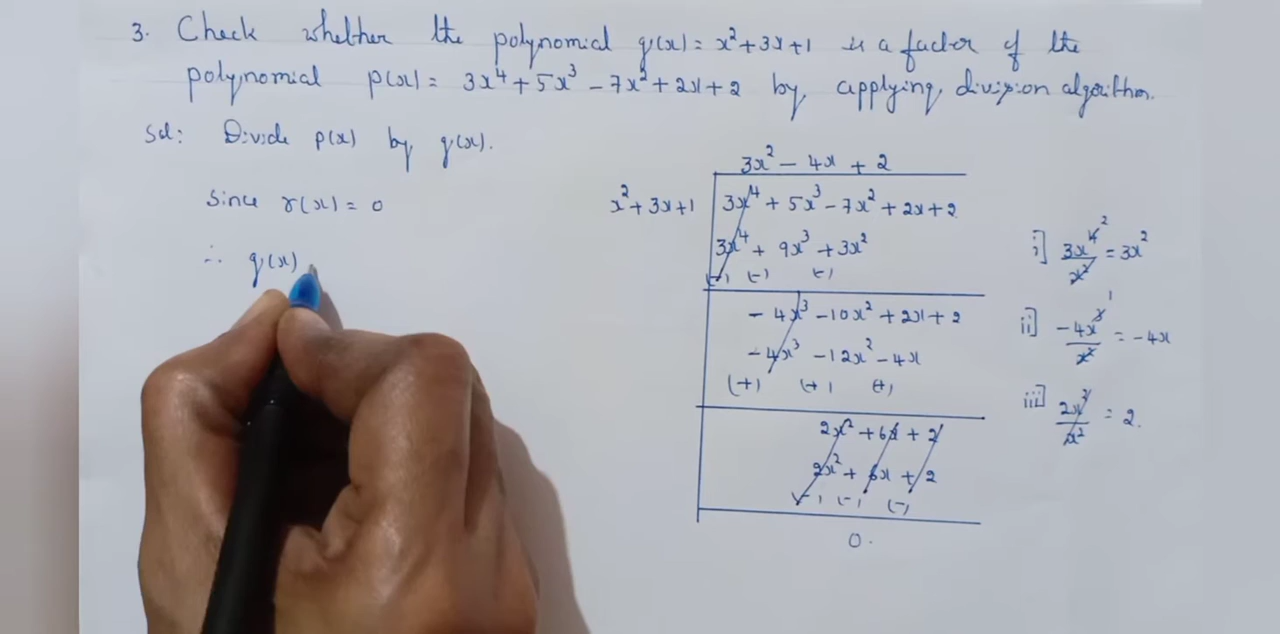 3. Check whether the polynomial g(x) = x² + 3x + 1 is a factor of the
polynomial p(x) = 3x⁴ + 5x³ - 7x² + 2x + 2 by applying division algorithm.
Sol: Divide p(x) by g(x).
Since r(x) = 0
∴ g(x)
3x² - 4x + 2
x² + 3x + 1 | 3x⁴ + 5x³ - 7x² + 2x + 2
3x⁴ + 9x³ + 3x²
(-) (-) (-)
- 4x³ - 10x² + 2x + 2
- 4x³ - 12x² - 4x
(+) (+) (+)
2x² + 6x + 2
2x² + 6x + 2
(-) (-) (-)
0.
i] 3x⁴/x² = 3x²
ii] -4x³/x² = -4x
iii] 2x²/x² = 2.